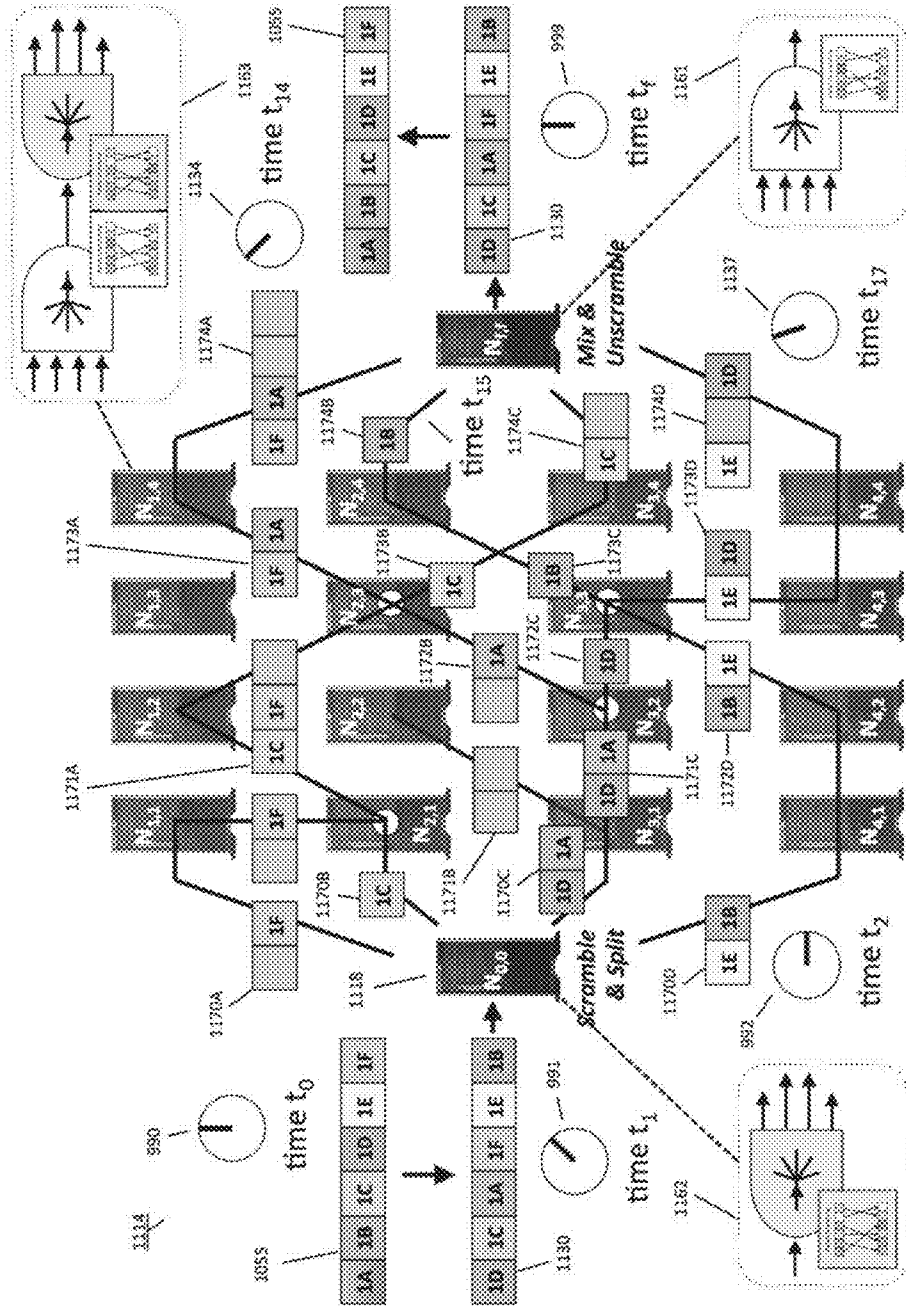 1114
990
time t0
1055
1A 1B 1C 1D 1E 1F
1D 1C 1A 1F 1E 1B
1130
991
time t1
1162
1118
N0,0
Scramble
& Split
992
time t2
1170A
1F
1170B
1C
1170C
1D 1A
1170D
1E 1B
1F
1171A
1C 1F
1171B
1171C
1D 1A
1172B
1A
1172C
1D
1172D
1B 1E
1173A
1F 1A
1173B
1C
1173C
1B
1173D
1E 1D
1174A
1F 1A
1174B
1B
1174C
1C
1174D
1E 1D
time t15
Mix &
Unscramble
1163
1134
time t14
1055
1A 1B 1C 1D 1E 1F
1D 1C 1A 1F 1E 1B
1130
999
time tf
1161
1137
time t17